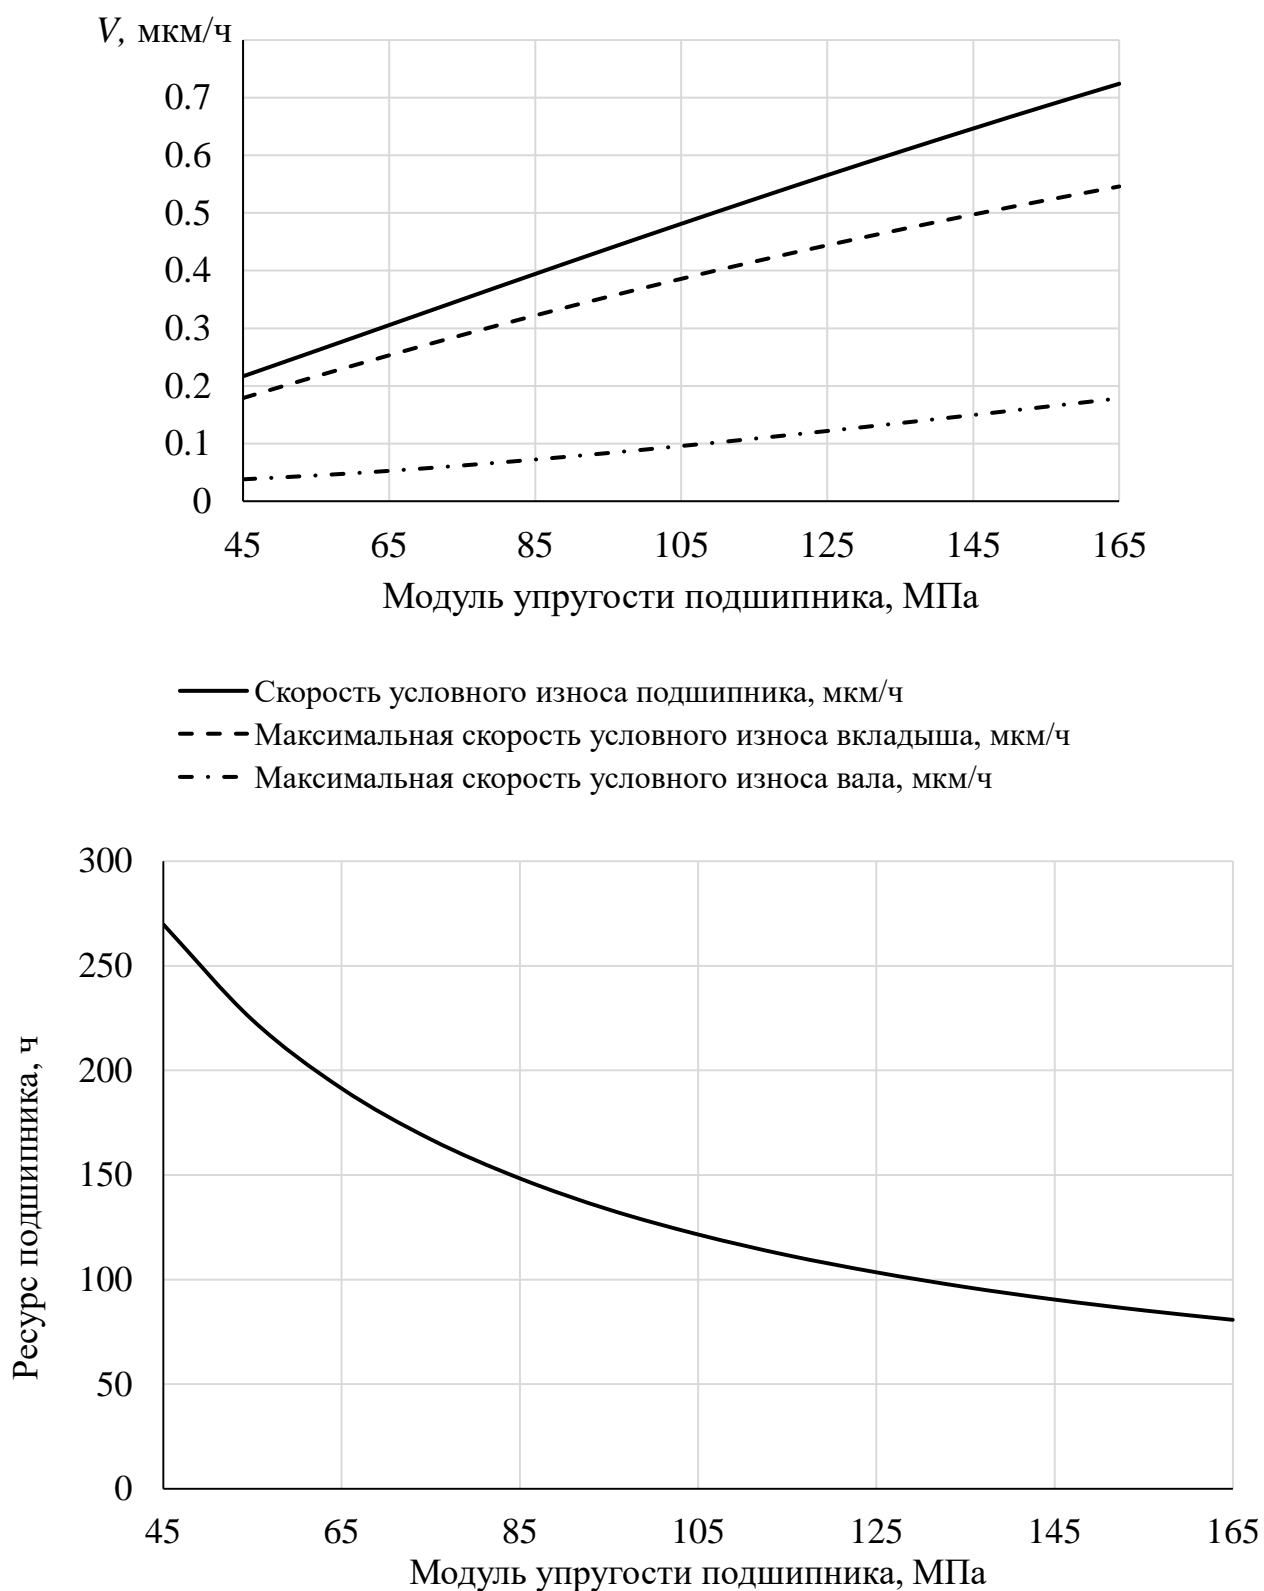 V, мкм/ч
0.7
0.6
0.5
0.4
0.3
0.2
0.1
0
45 65 85 105 125 145 165
Модуль упругости подшипника, МПа
Скорость условного износа подшипника, мкм/ч
Максимальная скорость условного износа вкладыша, мкм/ч
Максимальная скорость условного износа вала, мкм/ч
300
250
200
150
100
50
0
Ресурс подшипника, ч
45 65 85 105 125 145 165
Модуль упругости подшипника, МПа